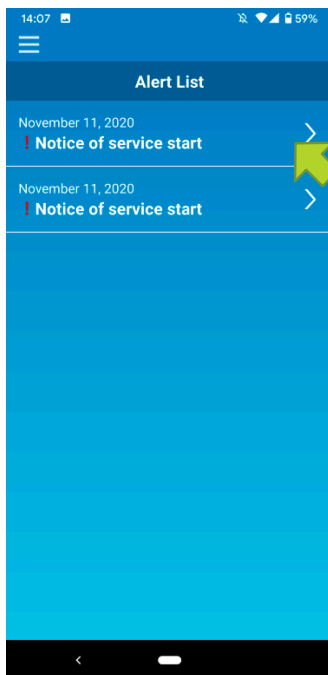 14:07 59%
Alert List
November 11, 2020
! Notice of service start
November 11, 2020
! Notice of service start